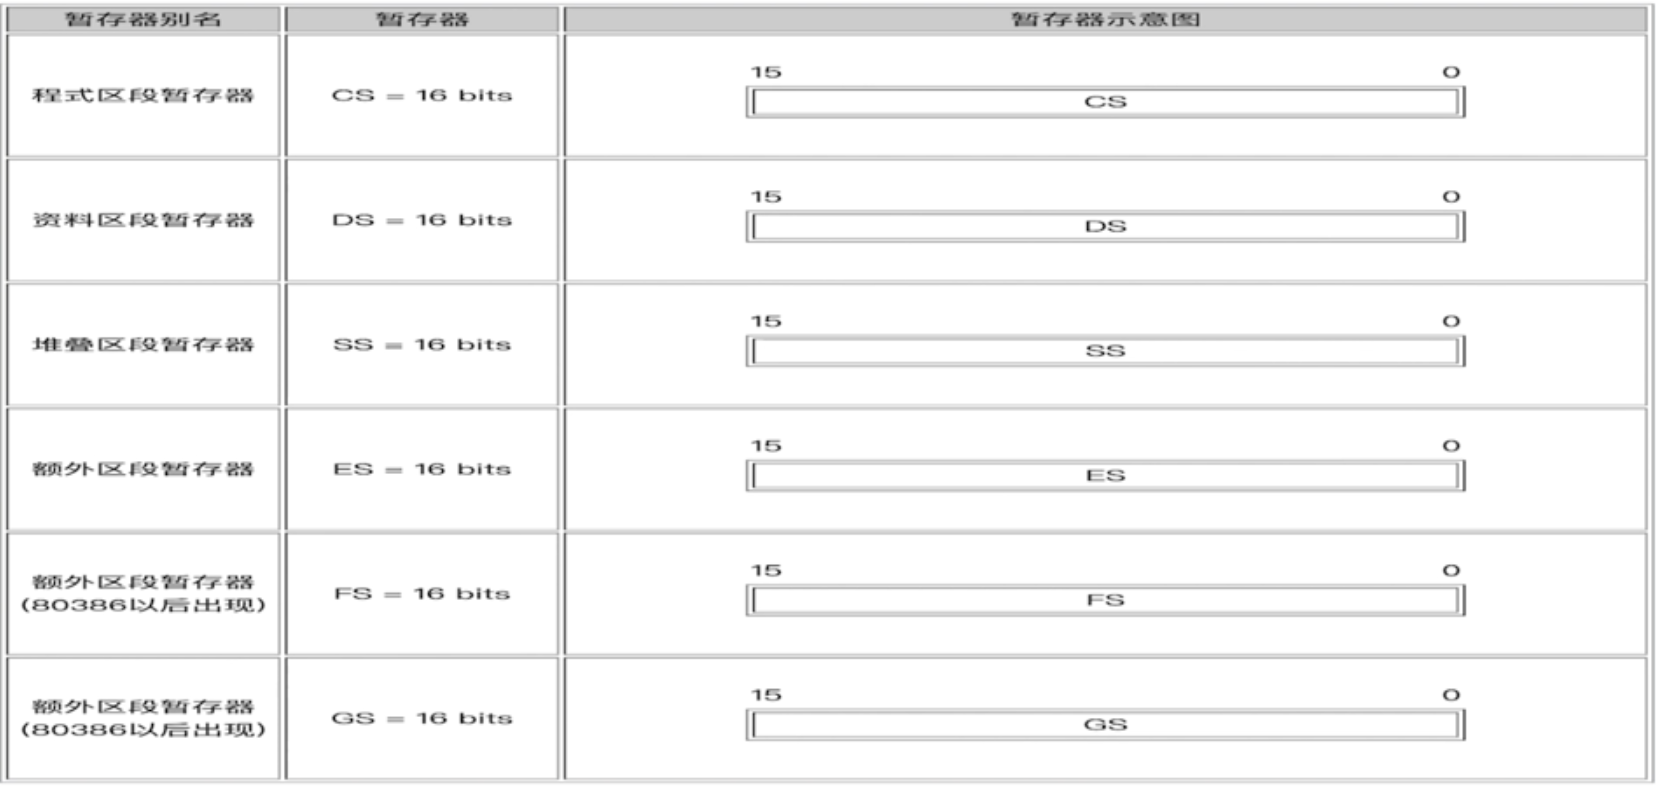 暂存器别名 暂存器 暂存器示意图
程式区段暂存器 CS = 16 bits 15 0
CS
资料区段暂存器 DS = 16 bits 15 0
DS
堆叠区段暂存器 SS = 16 bits 15 0
SS
额外区段暂存器 ES = 16 bits 15 0
ES
额外区段暂存器
(80386以后出现) FS = 16 bits 15 0
FS
额外区段暂存器
(80386以后出现) GS = 16 bits 15 0
GS